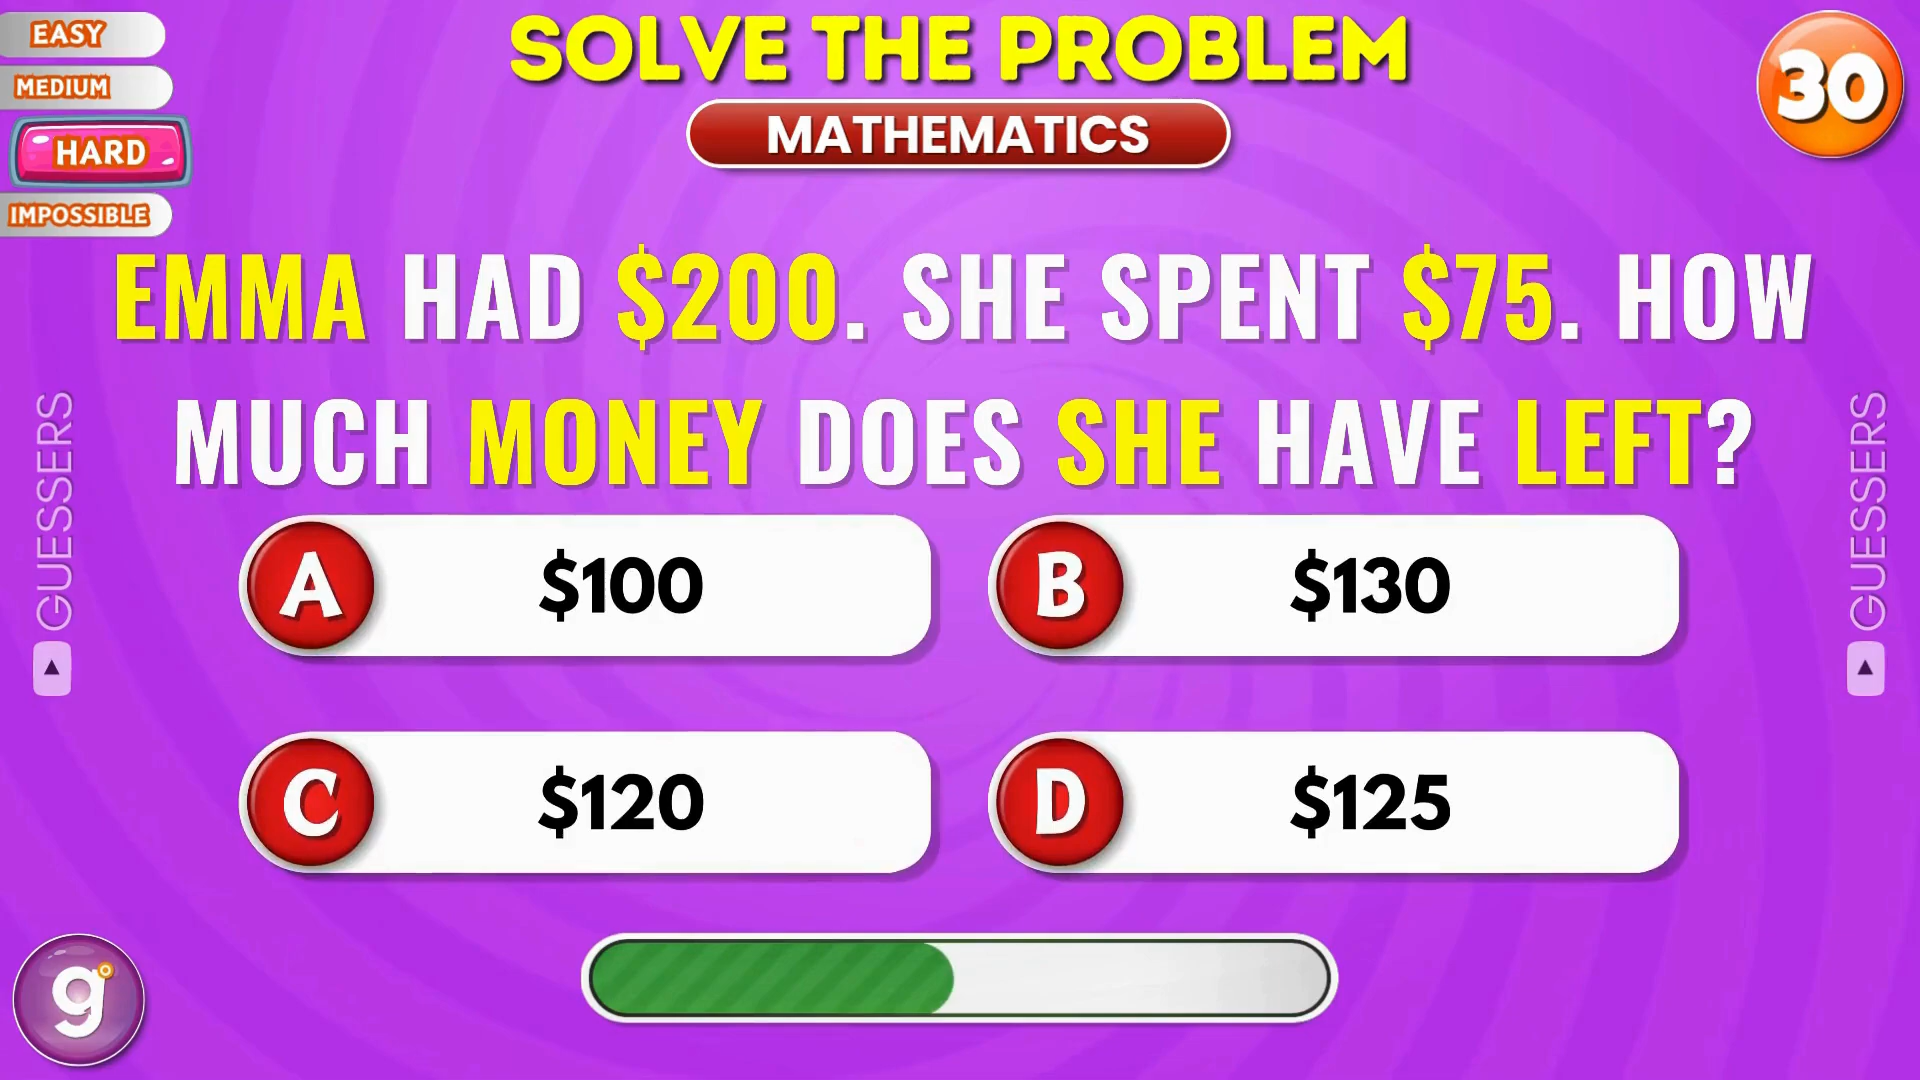 EASY
MEDIUM
HARD
IMPOSSIBLE
SOLVE THE PROBLEM
MATHEMATICS
30
EMMA HAD $200. SHE SPENT $75. HOW
MUCH MONEY DOES SHE HAVE LEFT?
A $100
B $130
C $120
D $125
GUESSERS
GUESSERS
g